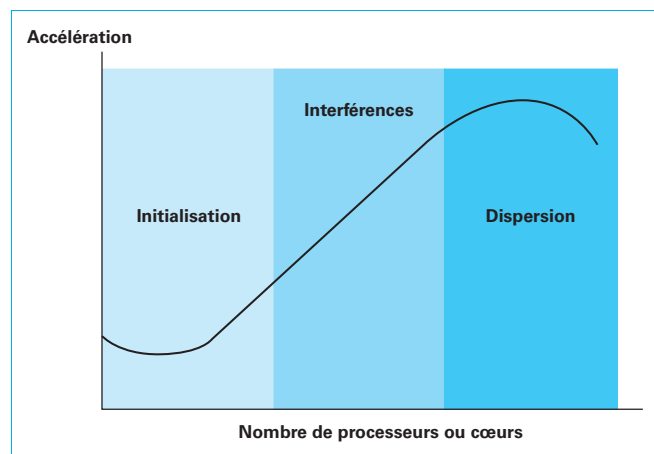 Accélération
Interférences
Initialisation
Dispersion
Nombre de processeurs ou cœurs